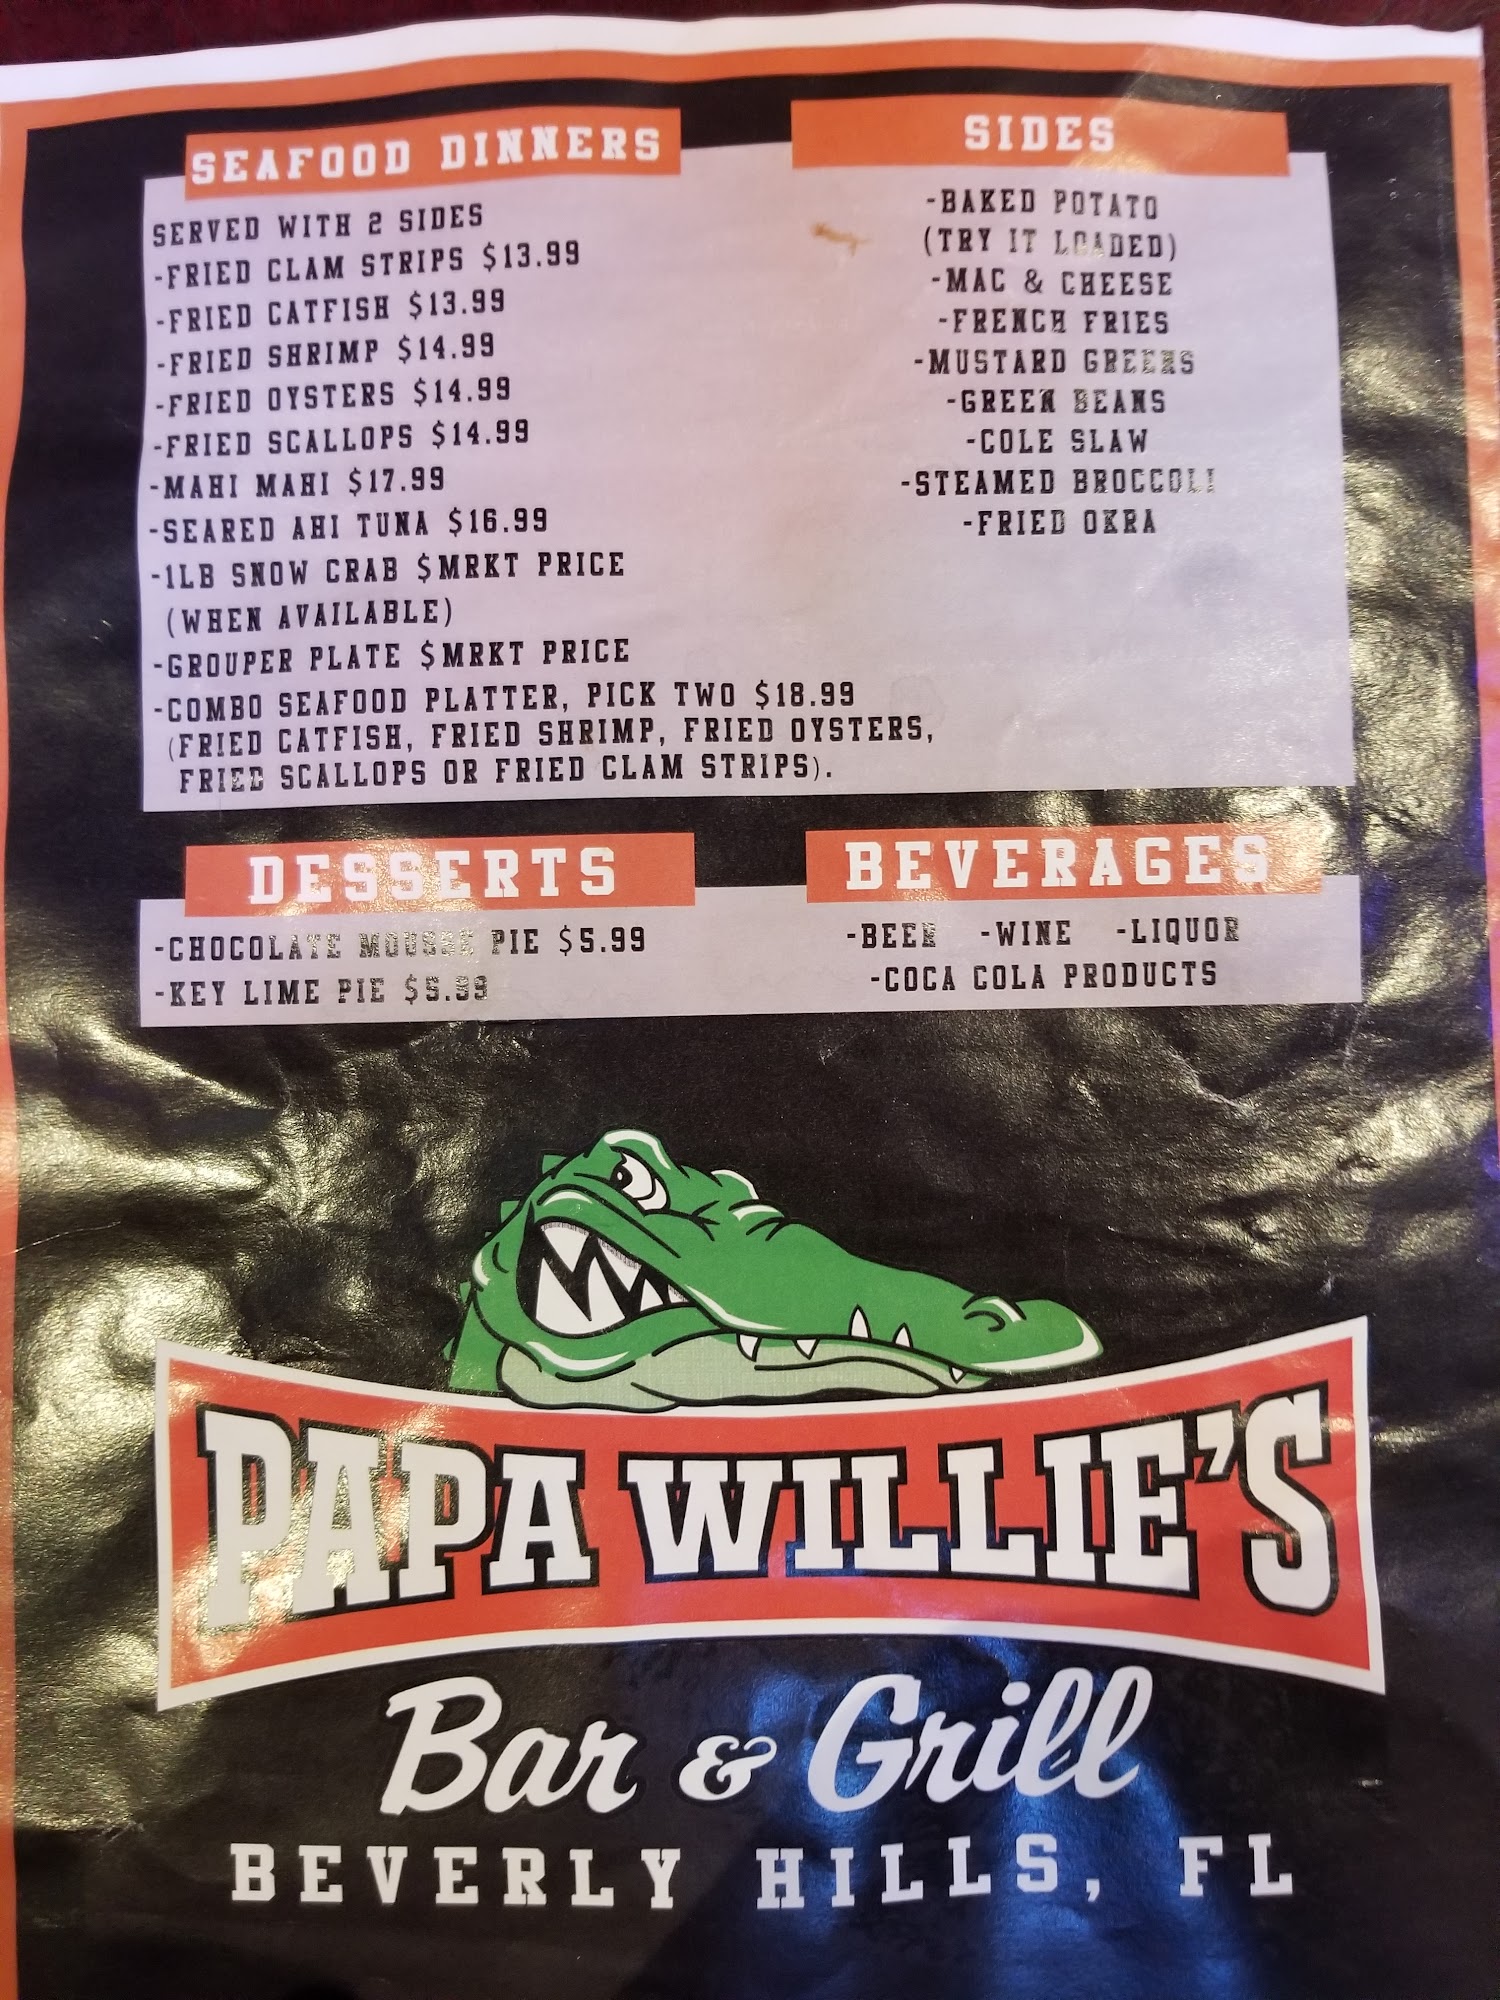 SEAFOOD DINNERS
SERVED WITH 2 SIDES
-FRIED CLAM STRIPS $13.99
-FRIED CATFISH $13.99
-FRIED SHRIMP $14.99
-FRIED OYSTERS $14.99
-FRIED SCALLOPS $14.99
-MAHI MAHI $17.99
-SEARED AHI TUNA $16.99
-1LB SNOW CRAB $MRKT PRICE
(WHEN AVAILABLE)
-GROUPER PLATE $MRKT PRICE
-COMBO SEAFOOD PLATTER, PICK TWO $18.99
(FRIED CATFISH, FRIED SHRIMP, FRIED OYSTERS,
FRIED SCALLOPS OR FRIED CLAM STRIPS).
SIDES
-BAKED POTATO
(TRY IT LOADED)
-MAC & CHEESE
-FRENCH FRIES
-MUSTARD GREENS
-GREEN BEANS
-COLE SLAW
-STEAMED BROCCOLI
-FRIED OKRA
DESSERTS
-CHOCOLATE MOUSSE PIE $5.99
-KEY LIME PIE $5.99
BEVERAGES
-BEER -WINE -LIQUOR
-COCA COLA PRODUCTS
PAPA WILLIE'S
Bar & Grill
BEVERLY HILLS, FL